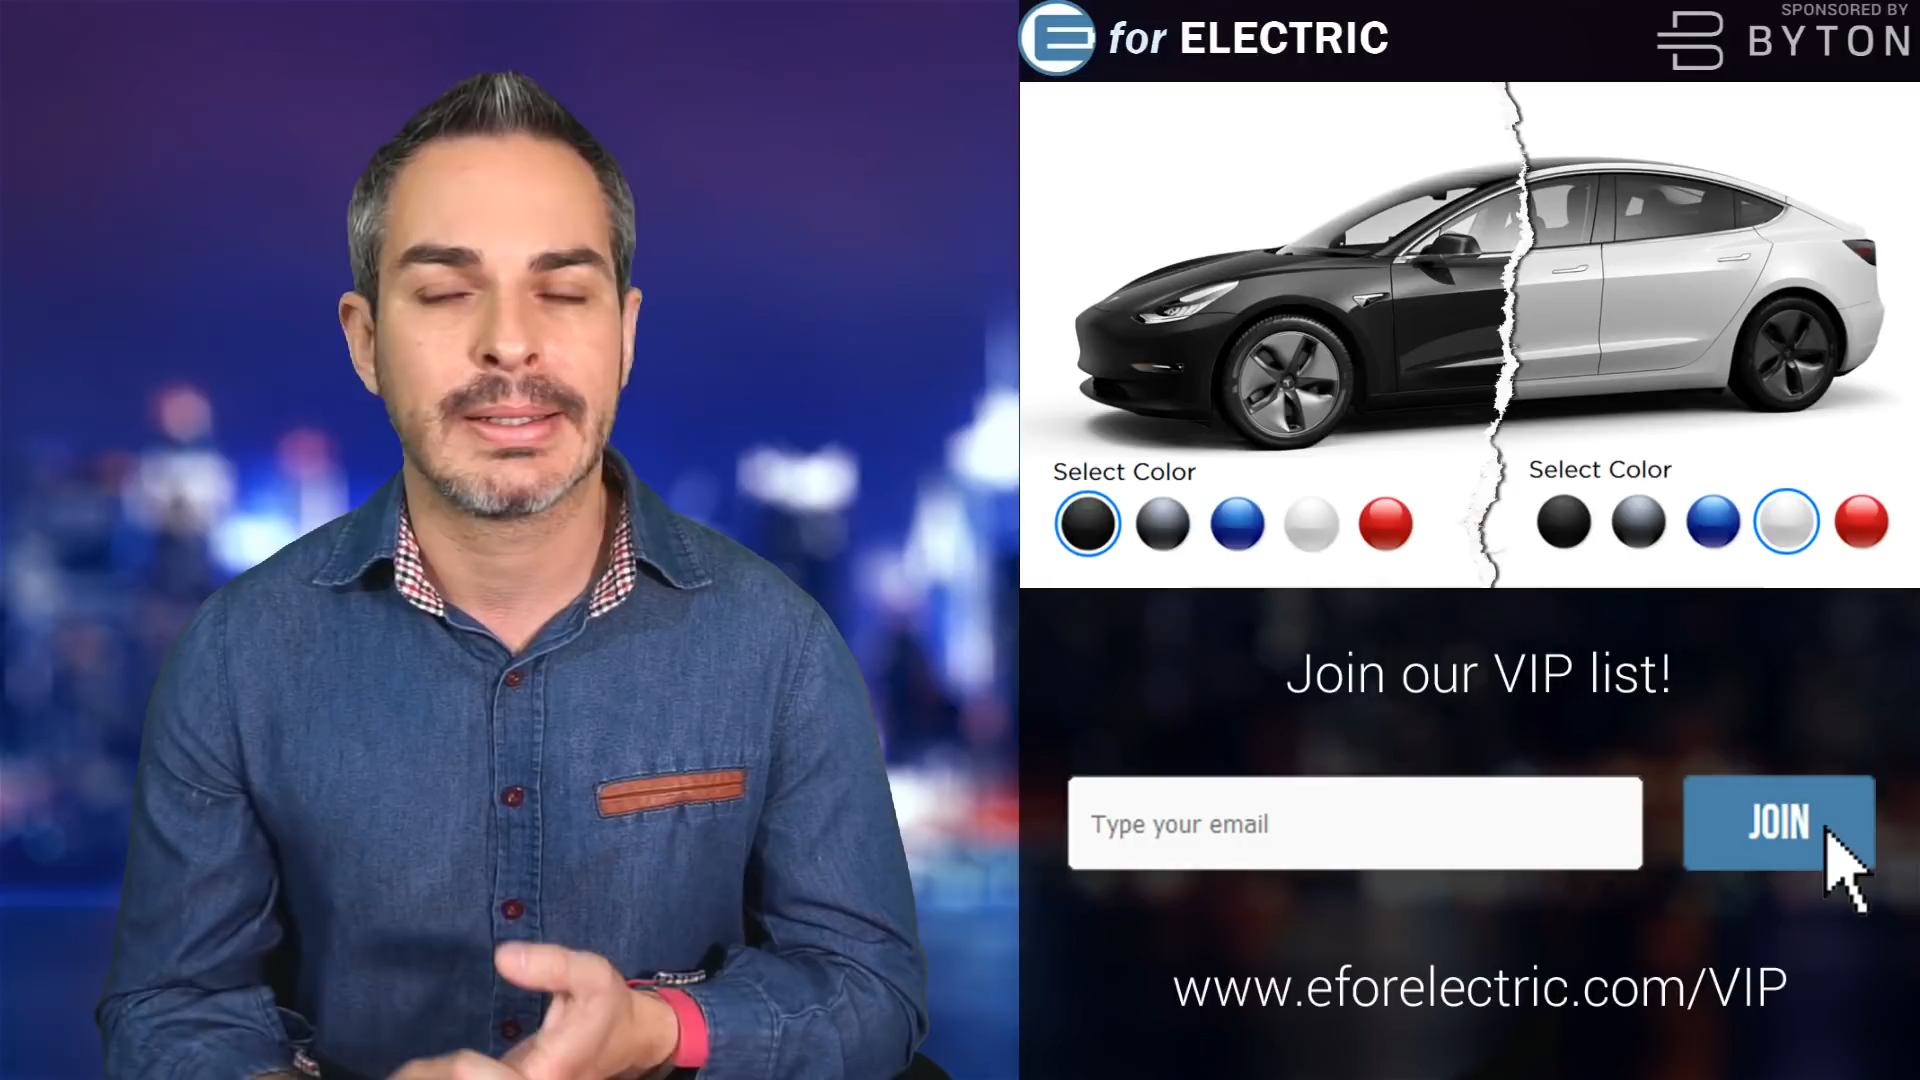 for ELECTRIC
SPONSORED BY
BYTON
Select Color
Select Color
Join our VIP list!
Type your email
JOIN
www.eforelectric.com/VIP